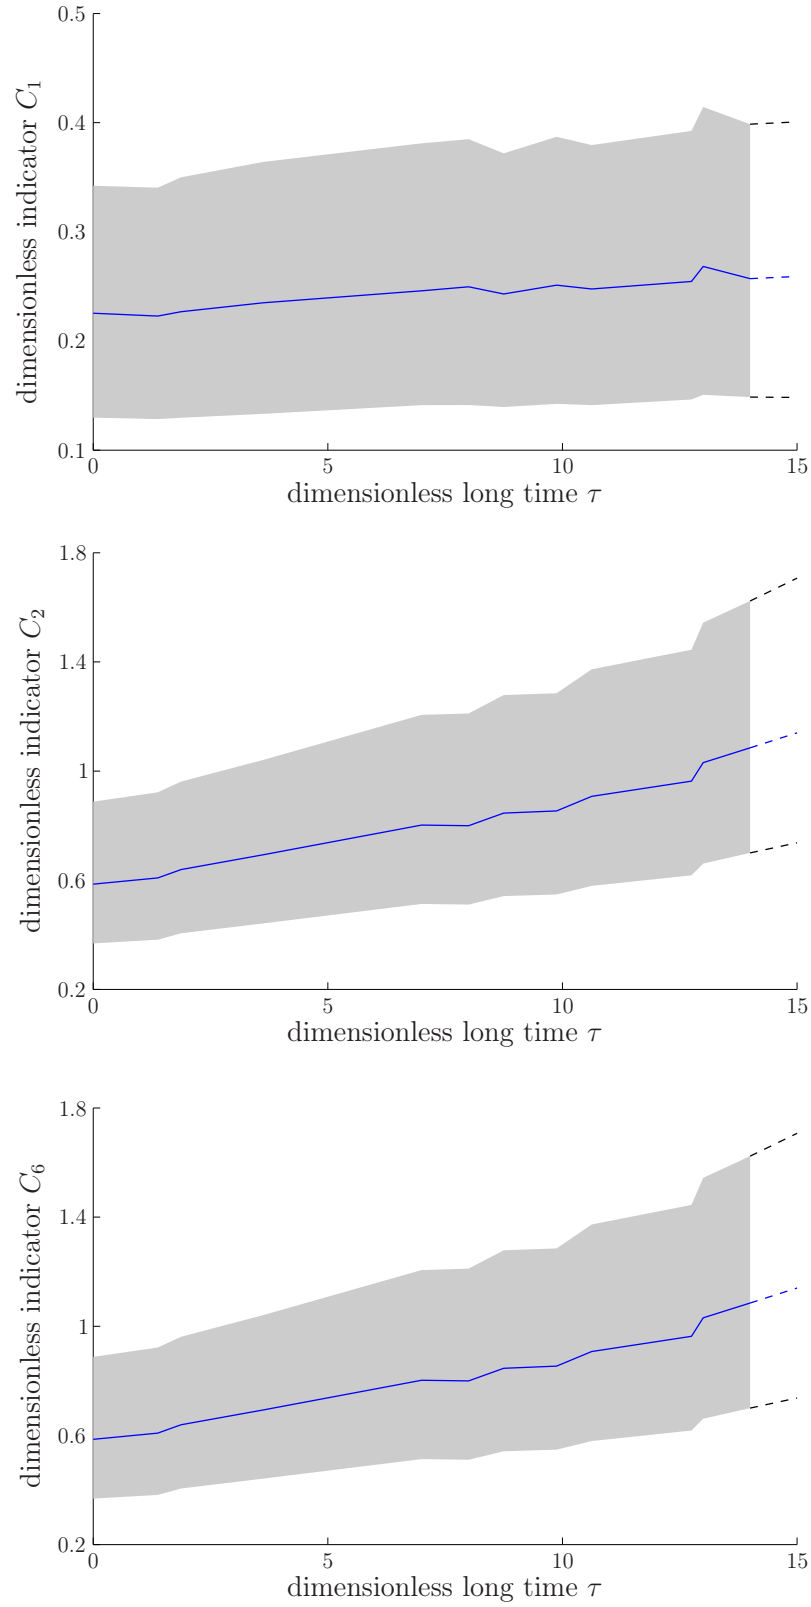 dimensionless indicator C₁
0.5
0.4
0.3
0.2
0.1
0 5 10 15
dimensionless long time τ
dimensionless indicator C₂
1.8
1.4
1
0.6
0.2
0 5 10 15
dimensionless long time τ
dimensionless indicator C₆
1.8
1.4
1
0.6
0.2
0 5 10 15
dimensionless long time τ